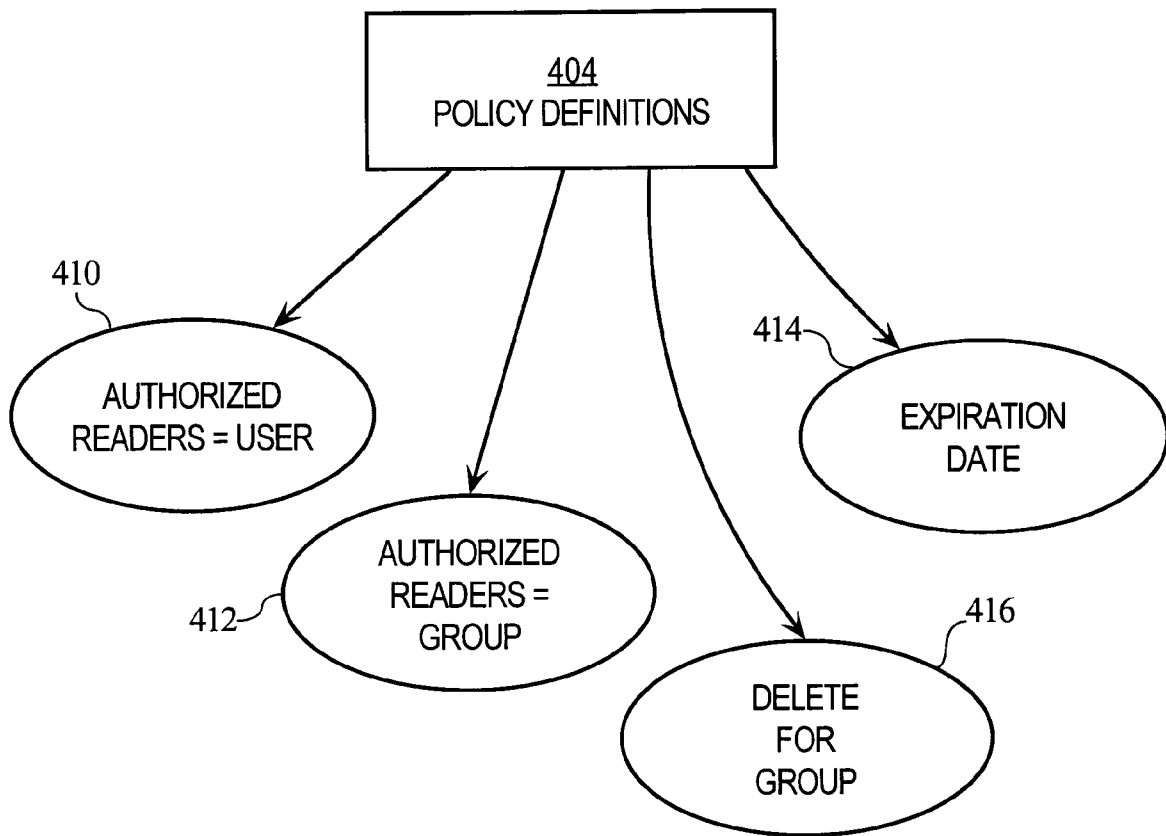 404
POLICY DEFINITIONS
410
AUTHORIZED
READERS = USER
412
AUTHORIZED
READERS =
GROUP
414
EXPIRATION
DATE
416
DELETE
FOR
GROUP